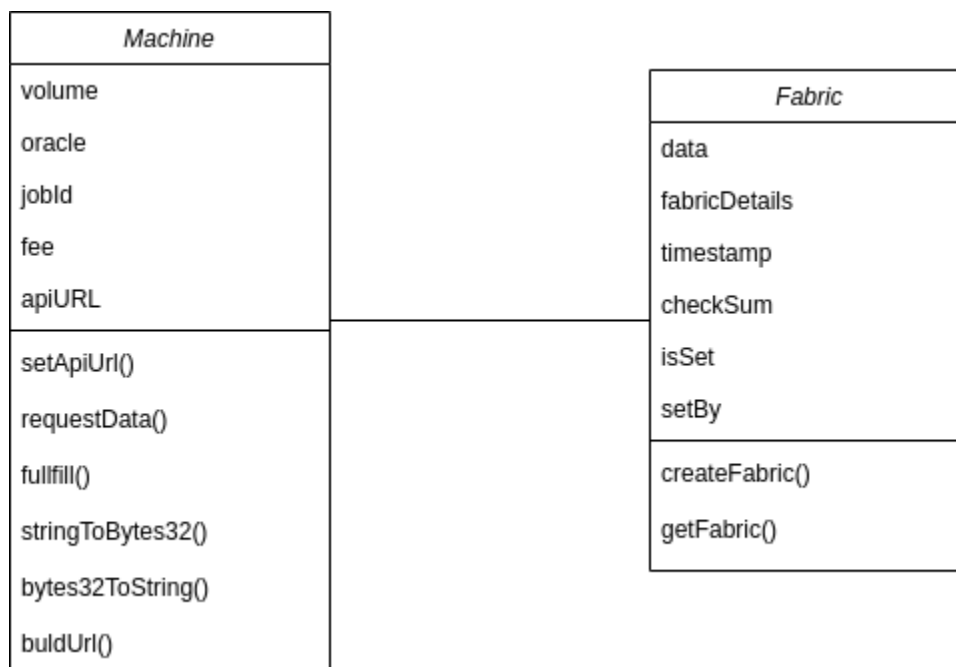 Machine
volume
oracle
jobId
fee
apiURL
setApiUrl()
requestData()
fullfill()
stringToBytes32()
bytes32ToString()
buldUrl()
Fabric
data
fabricDetails
timestamp
checkSum
isSet
setBy
createFabric()
getFabric()